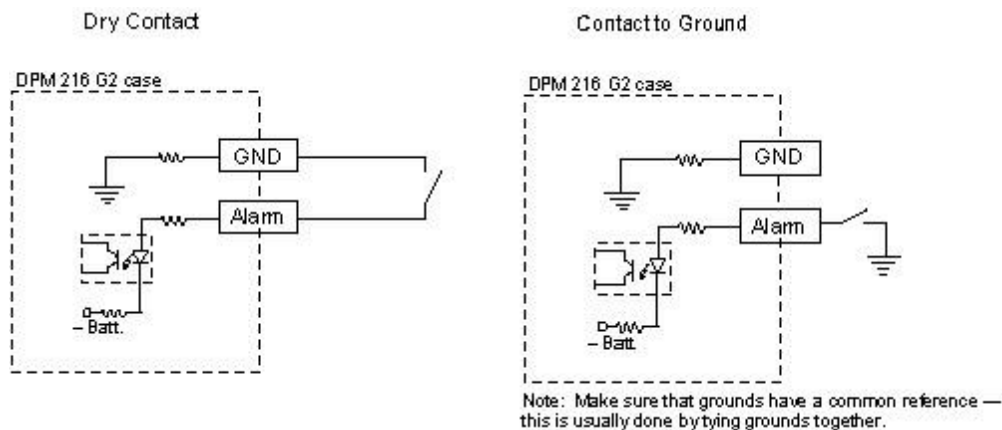 Dry Contact
Contact to Ground
DPM 216 G2 case
GND
Alarm
– Batt.
DPM 216 G2 case
GND
Alarm
– Batt.
Note: Make sure that grounds have a common reference —
this is usually done by tying grounds together.